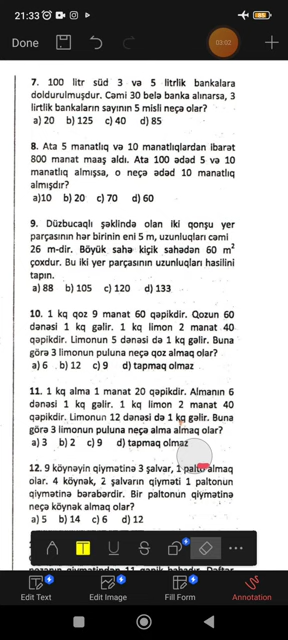 21:33
03:03
Done
7. 100 litr süd 3 və 5 litrlik bankalara
doldurulmuşdur. Cəmi 30 belə banka alınarsa, 3
lirtlik bankaların sayının 5 misli neçə olar?
a) 20 b) 125 c) 40 d) 85
8. Ata 5 manatlıq və 10 manatlıqlardan ibarət
800 manat maaş aldı. Ata 100 ədəd 5 və 10
manatlıq almışsa, o neçə ədəd 10 manatlıq
almışdır?
a)10 b) 20 c) 70 d) 60
9. Düzbucaqlı şəklində olan iki qonşu yer
parçasının hər birinin eni 5 m, uzunluqları cəmi
26 m-dir. Böyük sahə kiçik sahədən 60 m²
çoxdur. Bu iki yer parçasının uzunluqları hasilini
tapın.
a) 88 b) 105 c) 120 d) 133
10. 1 kq qoz 9 manat 60 qəpikdir. Qozun 60
dənəsi 1 kq gəlir. 1 kq limon 2 manat 40
qəpikdir. Limonun 5 dənəsi də 1 kq gəlir. Buna
görə 3 limonun puluna neçə qoz almaq olar?
a) 6 b) 12 c) 9 d) tapmaq olmaz
11. 1 kq alma 1 manat 20 qəpikdir. Almanın 6
dənəsi 1 kq gəlir. 1 kq limon 2 manat 40
qəpikdir. Limonun 12 dənəsi də 1 kq gəlir. Buna
görə 3 limonun puluna neçə alma almaq olar?
a) 3 b) 2 c) 9 d) tapmaq olmaz
12. 9 köynəyin qiymətinə 3 şalvar, 1 palto almaq
olar. 4 köynək, 2 şalvarın qiyməti 1 paltonun
qiymətinə bərabərdir. Bir paltonun qiymətinə
neçə köynək almaq olar?
a) 5 b) 14 c) 6 d) 12
Edit Text
Edit Image
Fill Form
Annotation